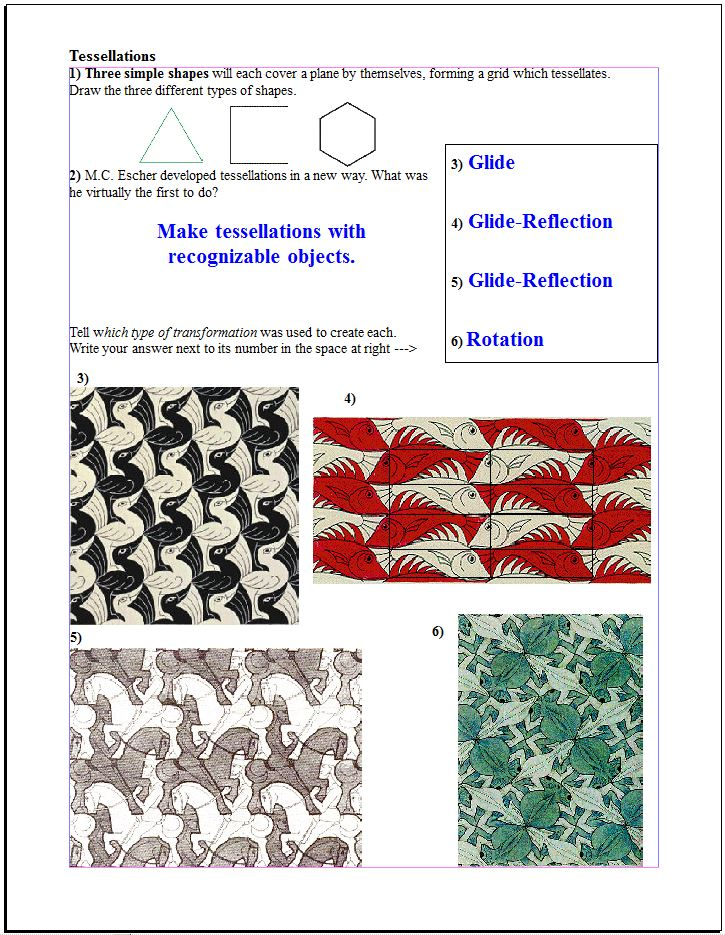 Tessellations
1) Three simple shapes will each cover a plane by themselves, forming a grid which tessellates.
Draw the three different types of shapes.
2) M.C. Escher developed tessellations in a new way. What was
he virtually the first to do?
Make tessellations with
recognizable objects.
3) Glide
4) Glide-Reflection
5) Glide-Reflection
6) Rotation
Tell which type of transformation was used to create each.
Write your answer next to its number in the space at right --->
3)
4)
5)
6)